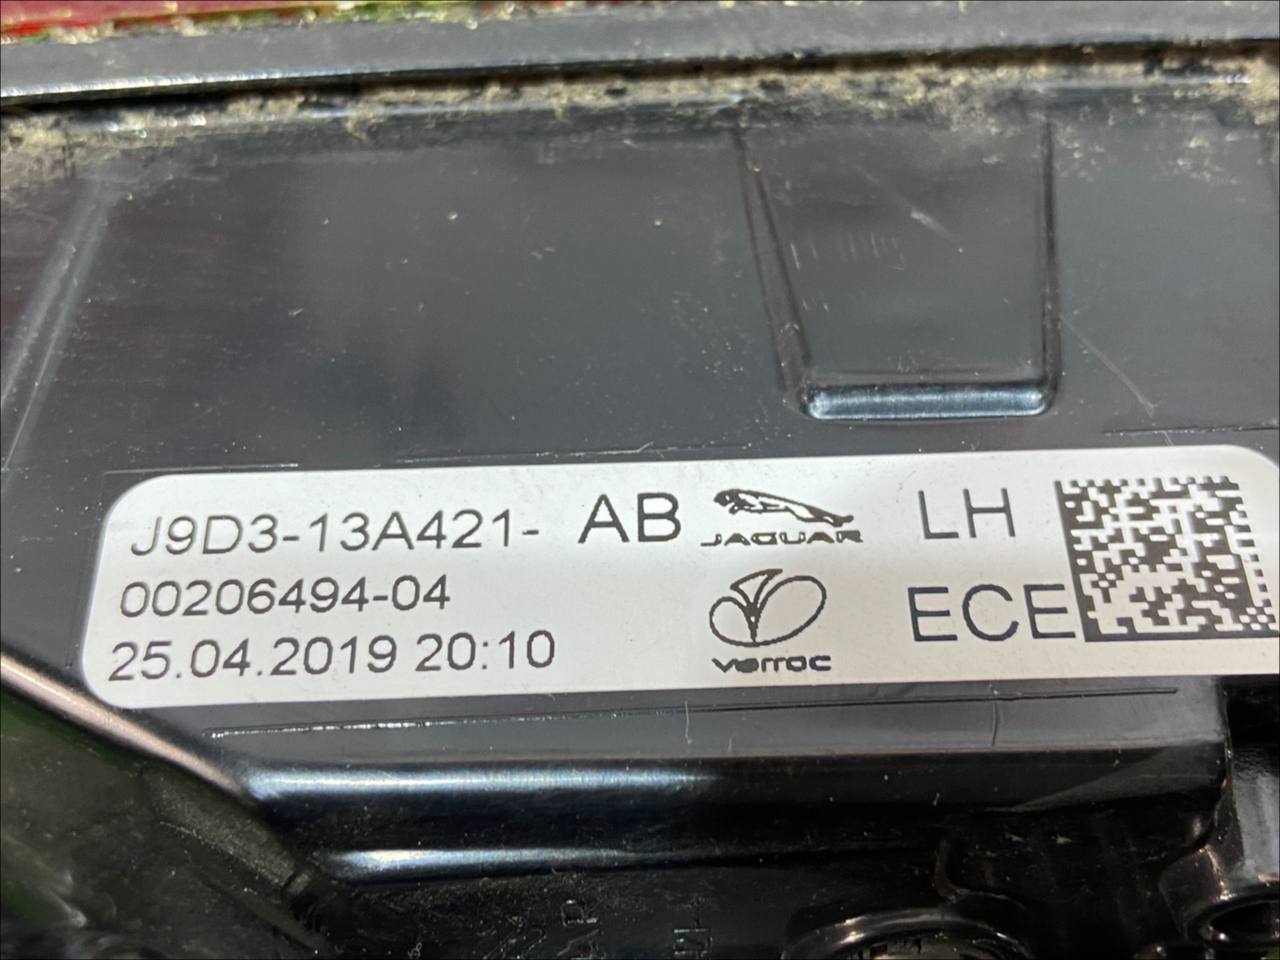 J9D3-13A421- AB JAGUAR LH
00206494-04 ECE
25.04.2019 20:10 varroc